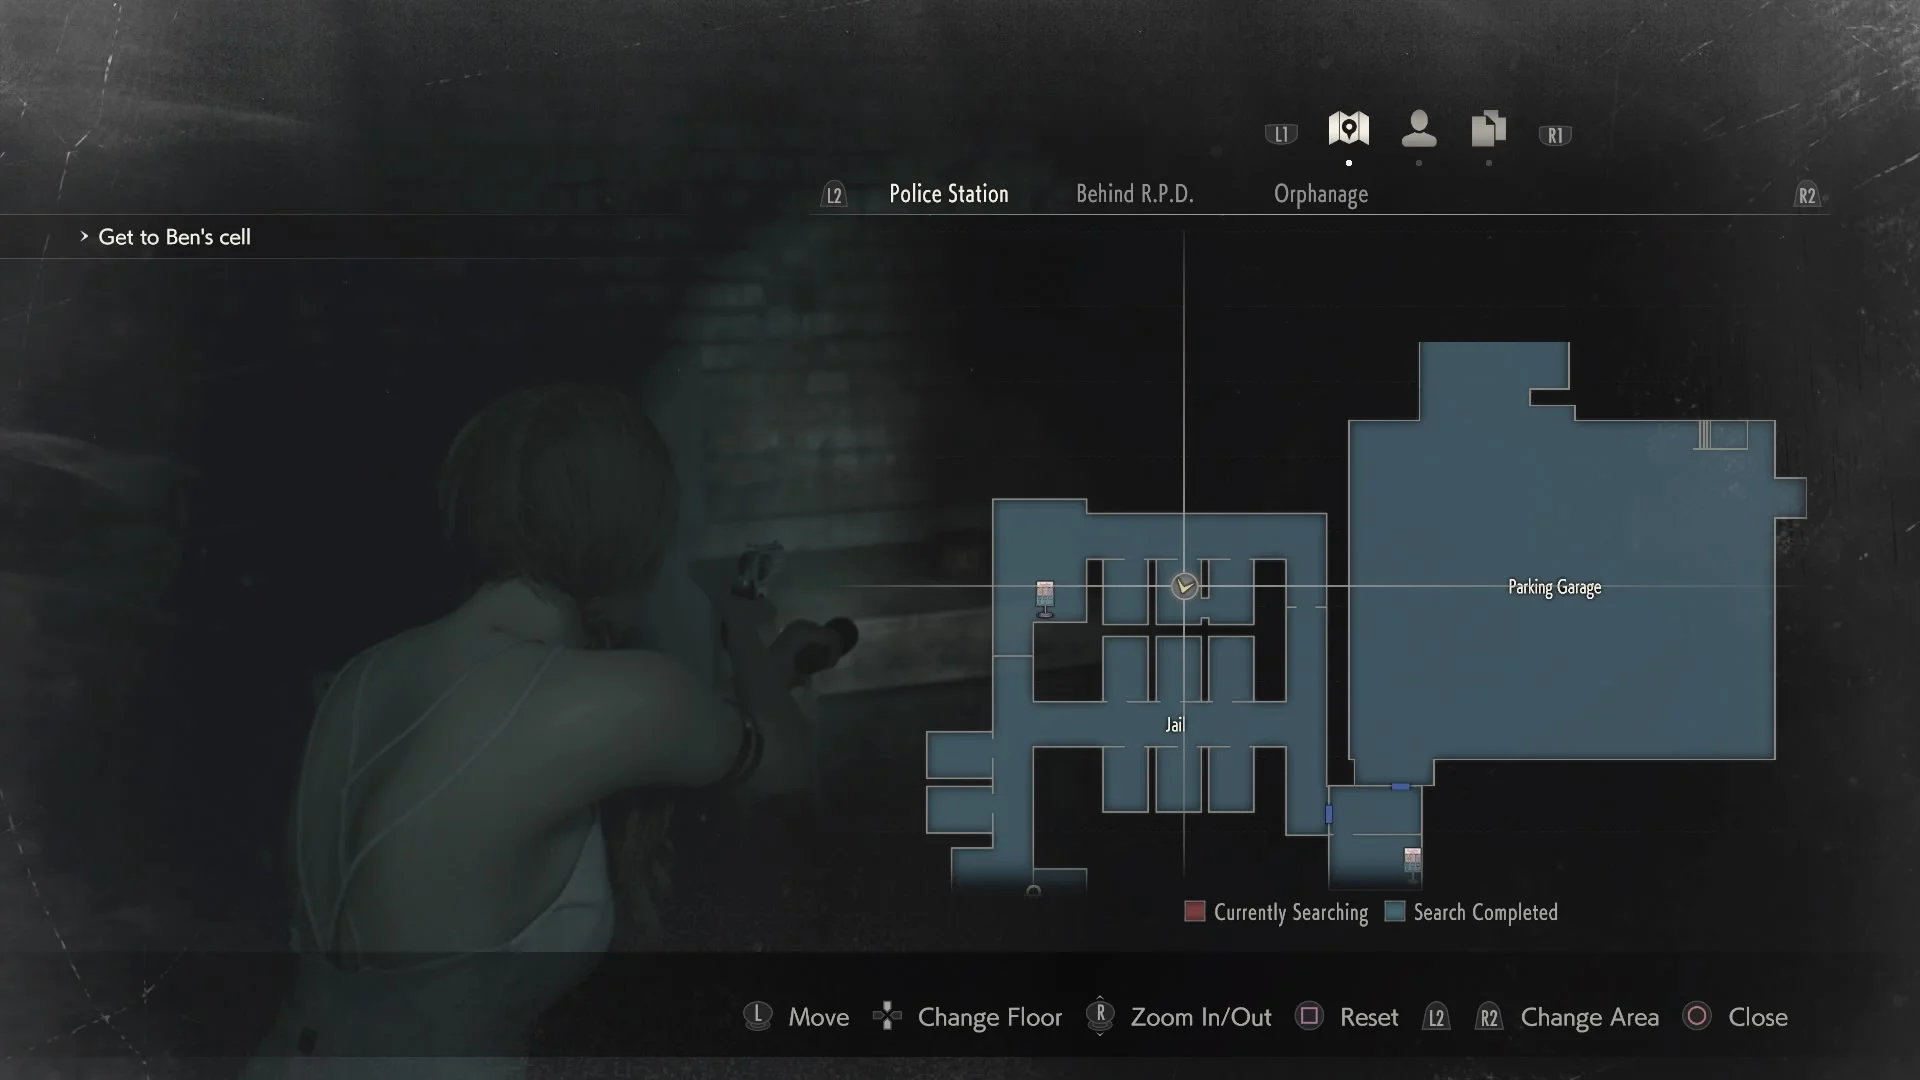 L1
R1
L2 Police Station Behind R.P.D. Orphanage R2
> Get to Ben's cell
Parking Garage
Jail
Currently Searching Search Completed
L Move Change Floor R Zoom In/Out Reset L2 R2 Change Area Close